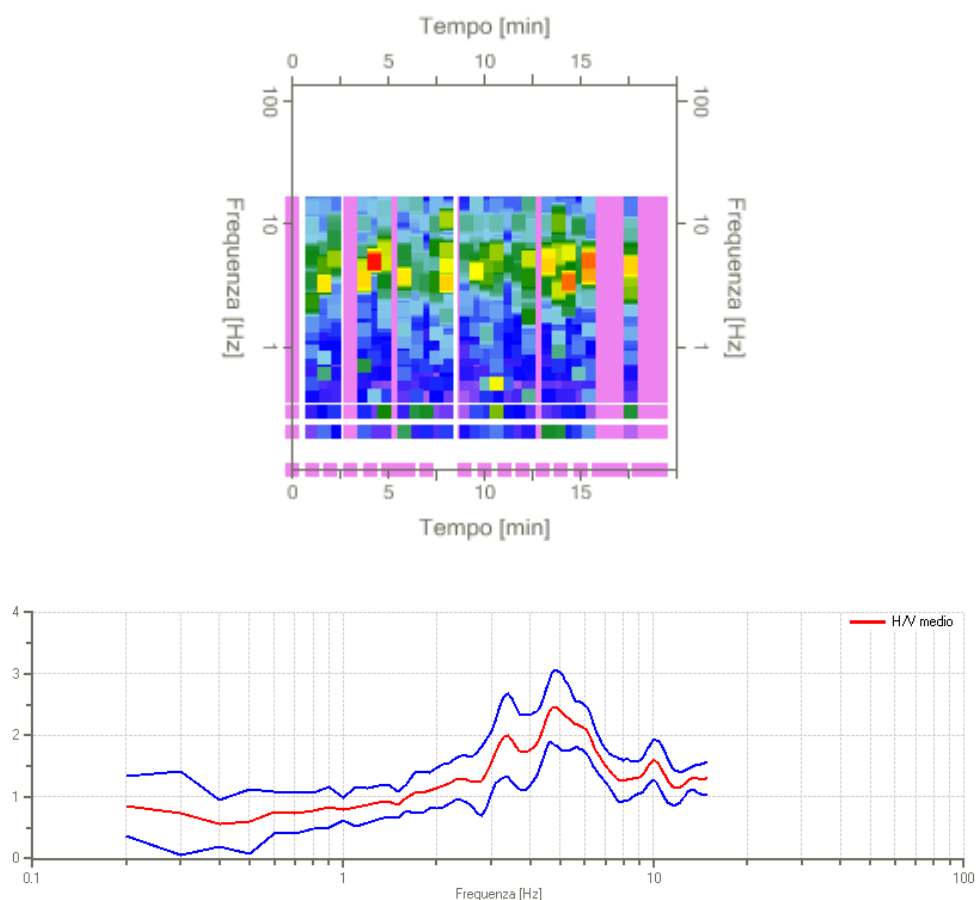 Tempo [min]
0 5 10 15
100 100
10 10
Frequenza [Hz] Frequenza [Hz]
1 1
0 5 10 15
Tempo [min]
4
H/V medio
3
2
1
0
0.1 1 10 100
Frequenza [Hz]